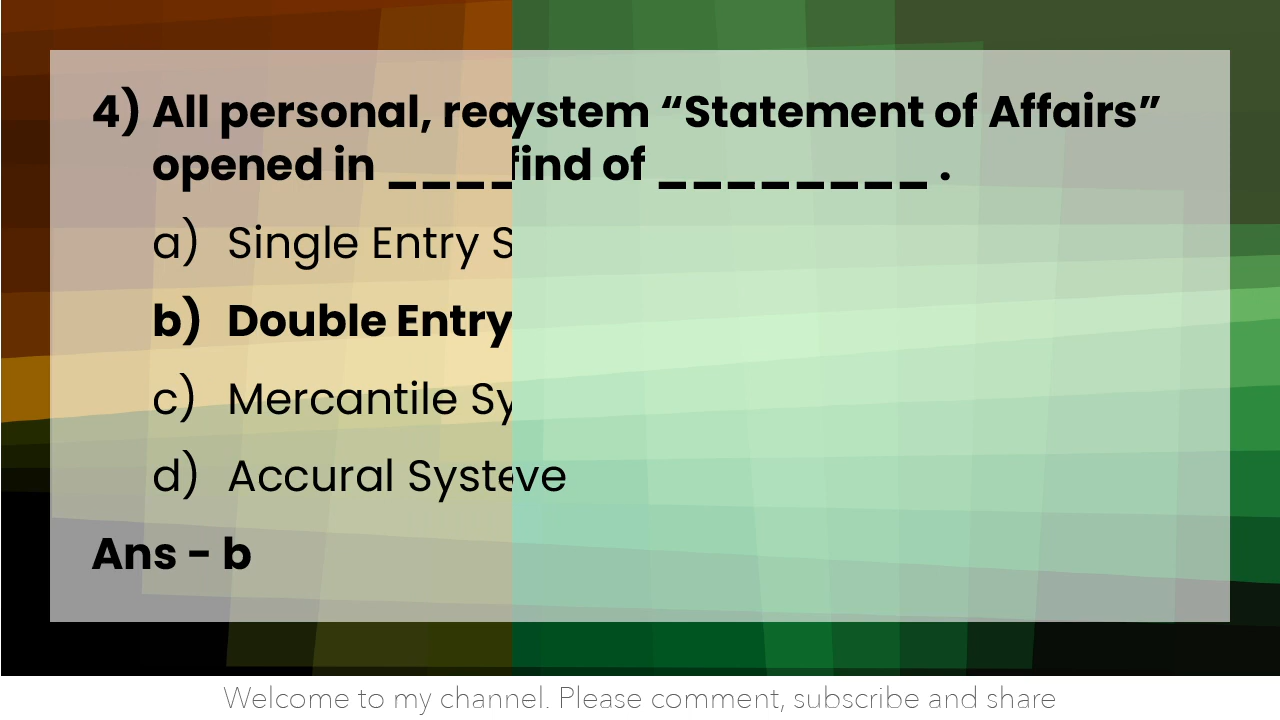 4) All personal, reaystem “Statement of Affairs”
opened in ____find of ________ .
a) Single Entry S
b) Double Entry
c) Mercantile Sy
d) Accural Systeve
Ans - b
Welcome to my channel. Please comment, subscribe and share